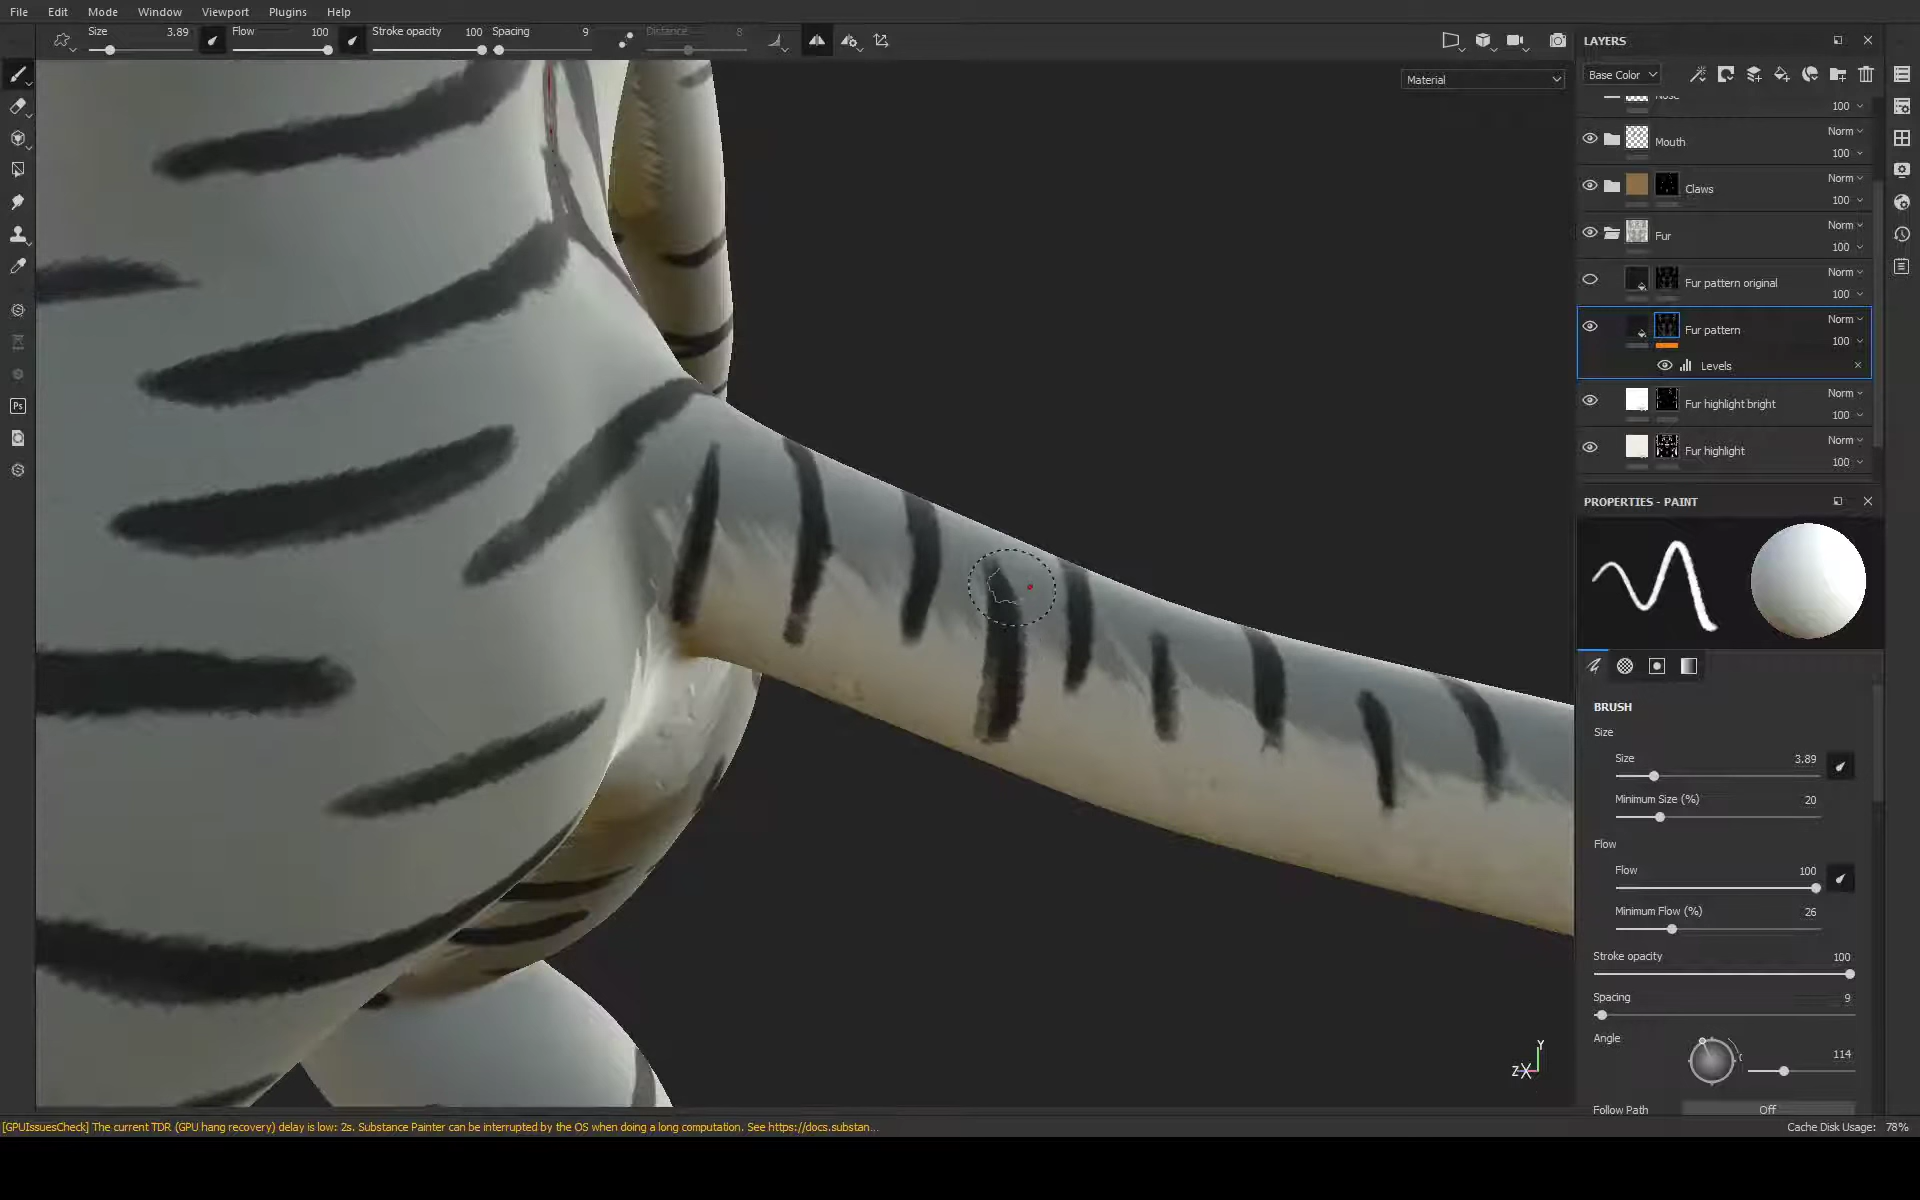 File Edit Mode Window Viewport Plugins Help
Size 3.89 Flow 100 Stroke opacity 100 Spacing 9 Distance 8
Material
LAYERS
Base Color
Nose
100
Mouth Norm
100
Claws Norm
100
Fur Norm
100
Fur pattern original Norm
100
Fur pattern Norm
100
Levels
Fur highlight bright Norm
100
Fur highlight Norm
100
Ps
PROPERTIES - PAINT
BRUSH
Size
Size 3.89
Minimum Size (%) 20
Flow
Flow 100
Minimum Flow (%) 26
Stroke opacity 100
Spacing 9
Angle
114
Follow Path Off
Y
Z X
[GPUIssuesCheck] The current TDR (GPU hang recovery) delay is low: 2s. Substance Painter can be interrupted by the OS when doing a long computation. See https://docs.substan...
Cache Disk Usage: 78%